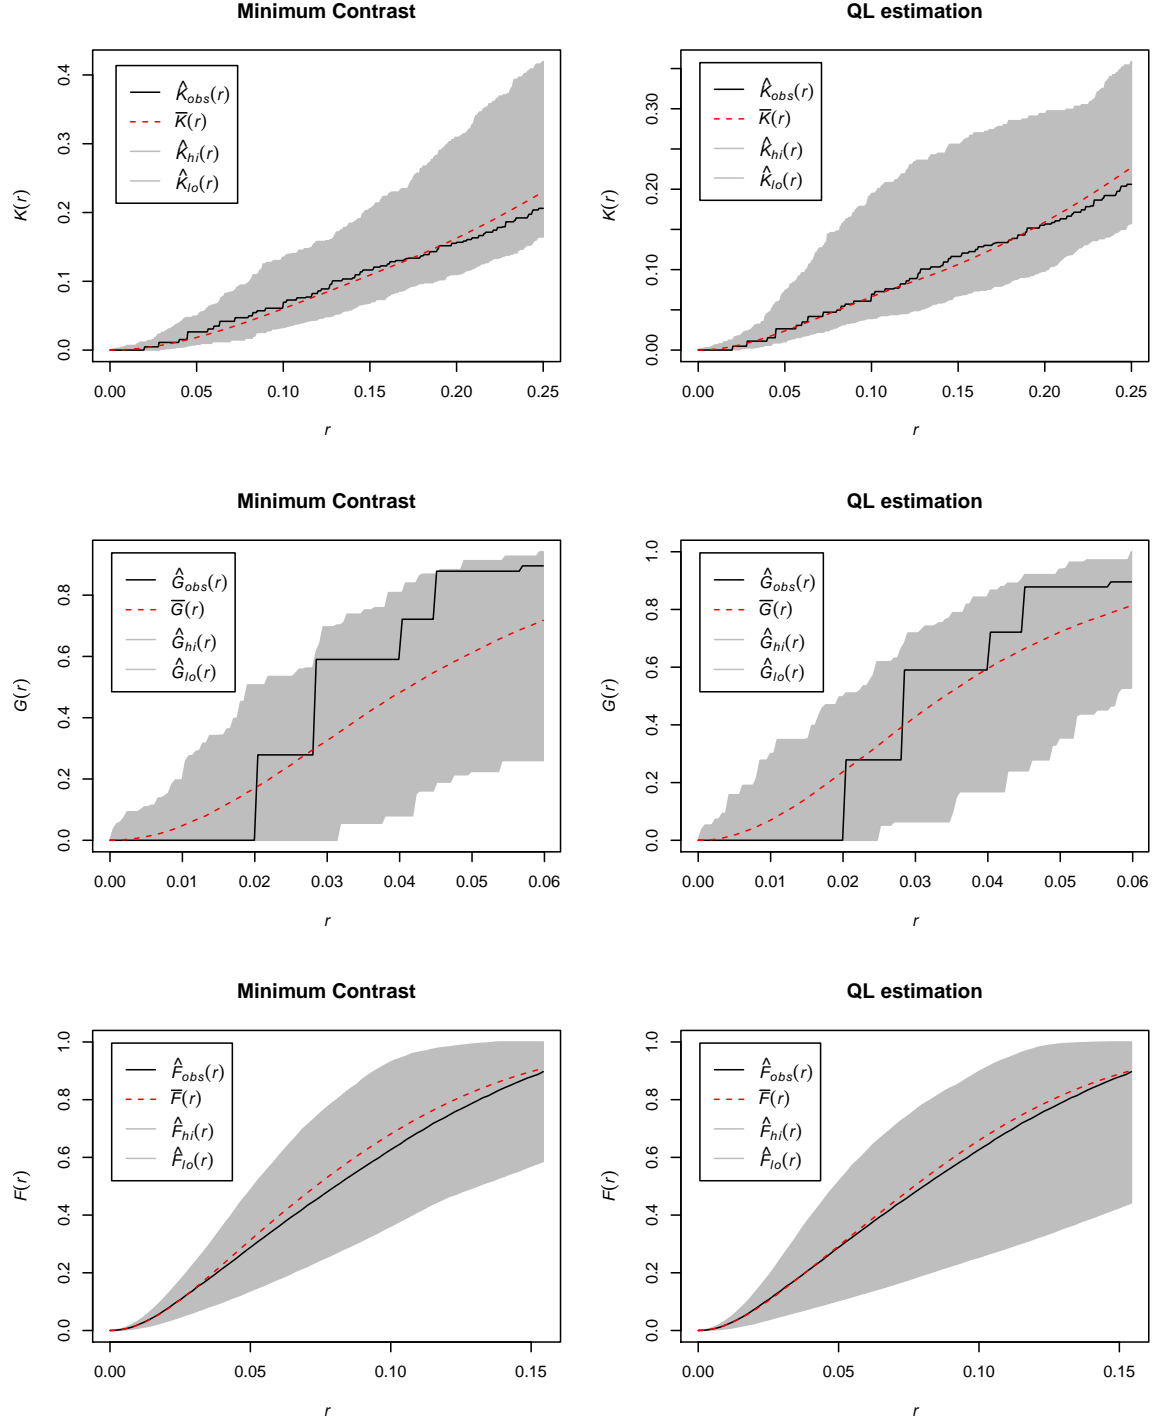 Minimum Contrast
K̂obs(r)
K̅(r)
K̂hi(r)
K̂lo(r)
K(r)
0.0 0.1 0.2 0.3 0.4
0.00 0.05 0.10 0.15 0.20 0.25
r
QL estimation
K̂obs(r)
K̅(r)
K̂hi(r)
K̂lo(r)
K(r)
0.00 0.10 0.20 0.30
0.00 0.05 0.10 0.15 0.20 0.25
r
Minimum Contrast
Ĝobs(r)
G̅(r)
Ĝhi(r)
Ĝlo(r)
G(r)
0.0 0.2 0.4 0.6 0.8
0.00 0.01 0.02 0.03 0.04 0.05 0.06
r
QL estimation
Ĝobs(r)
G̅(r)
Ĝhi(r)
Ĝlo(r)
G(r)
0.0 0.2 0.4 0.6 0.8 1.0
0.00 0.01 0.02 0.03 0.04 0.05 0.06
r
Minimum Contrast
F̂obs(r)
F̅(r)
F̂hi(r)
F̂lo(r)
F(r)
0.0 0.2 0.4 0.6 0.8 1.0
0.00 0.05 0.10 0.15
r
QL estimation
F̂obs(r)
F̅(r)
F̂hi(r)
F̂lo(r)
F(r)
0.0 0.2 0.4 0.6 0.8 1.0
0.00 0.05 0.10 0.15
r